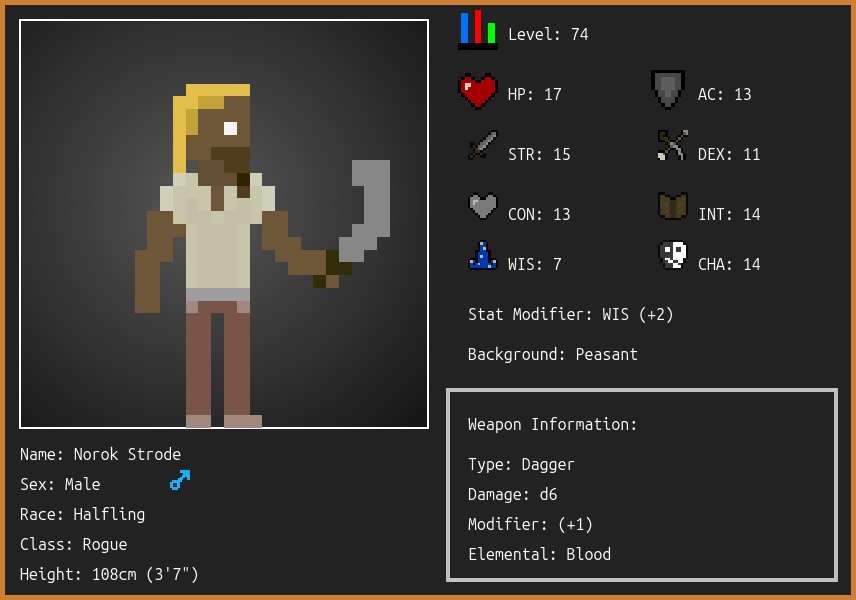 Level: 74
HP: 17
AC: 13
STR: 15
DEX: 11
CON: 13
INT: 14
WIS: 7
CHA: 14
Stat Modifier: WIS (+2)
Background: Peasant
Weapon Information:
Type: Dagger
Damage: d6
Modifier: (+1)
Elemental: Blood
Name: Norok Strode
Sex: Male
Race: Halfling
Class: Rogue
Height: 108cm (3'7")